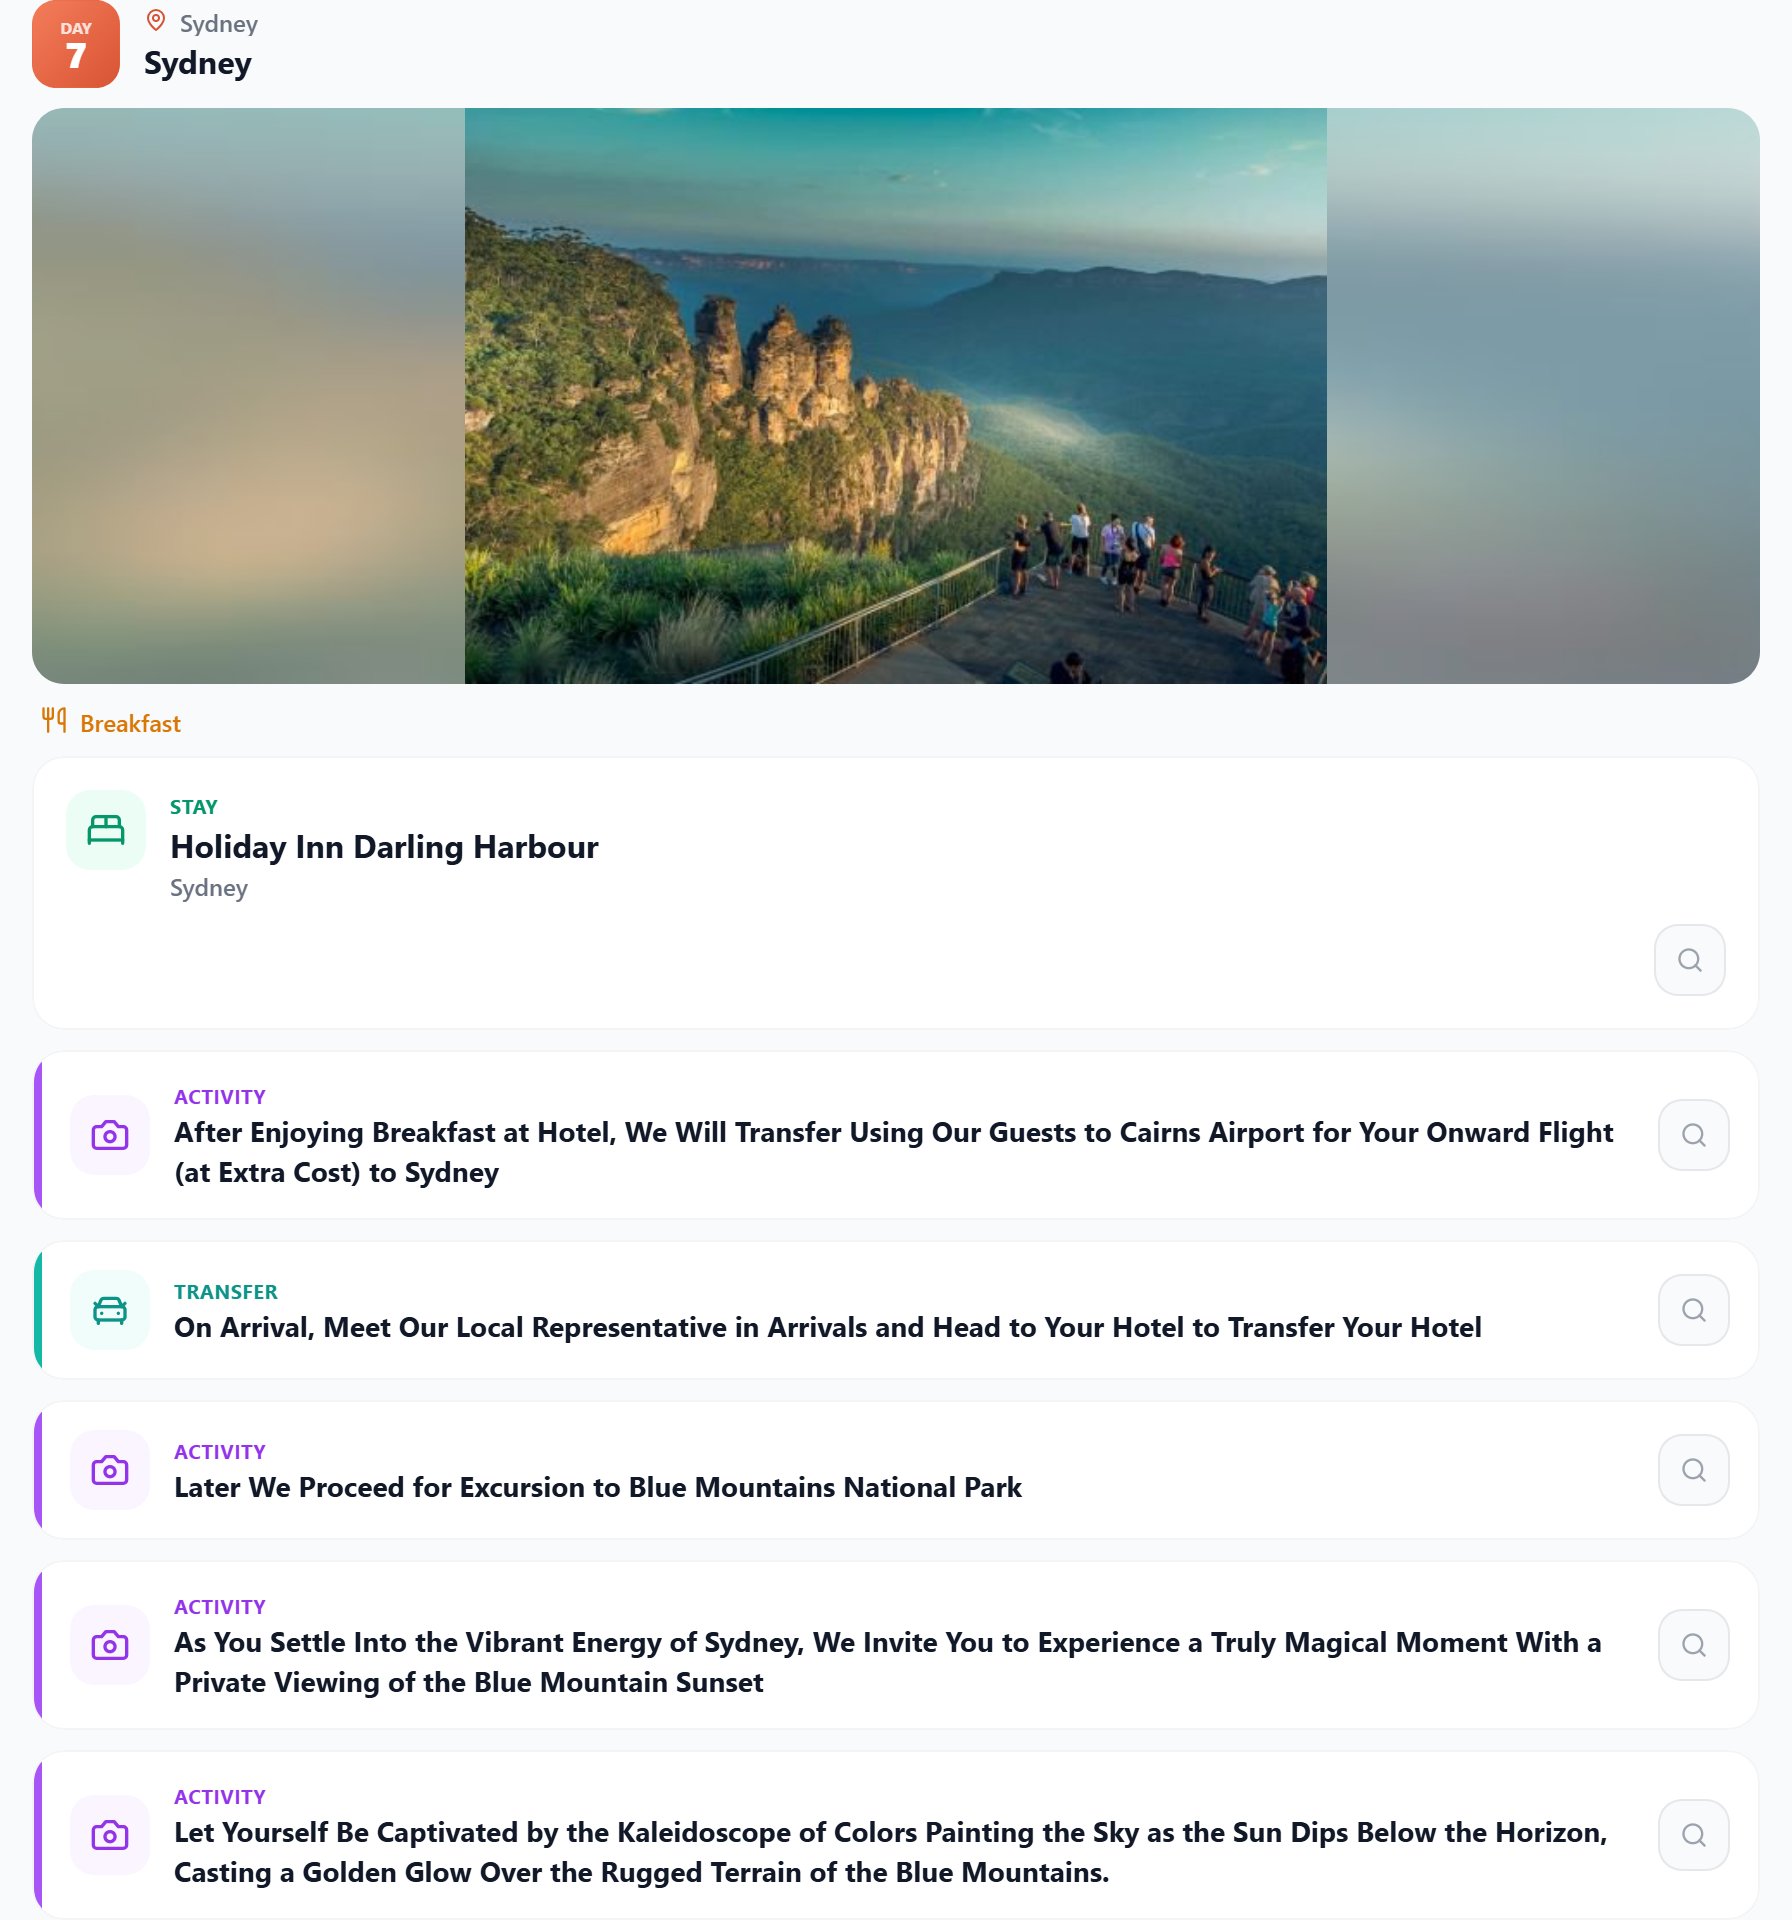 DAY
7
Sydney
Sydney
Breakfast
STAY
Holiday Inn Darling Harbour
Sydney
ACTIVITY
After Enjoying Breakfast at Hotel, We Will Transfer Using Our Guests to Cairns Airport for Your Onward Flight
(at Extra Cost) to Sydney
TRANSFER
On Arrival, Meet Our Local Representative in Arrivals and Head to Your Hotel to Transfer Your Hotel
ACTIVITY
Later We Proceed for Excursion to Blue Mountains National Park
ACTIVITY
As You Settle Into the Vibrant Energy of Sydney, We Invite You to Experience a Truly Magical Moment With a
Private Viewing of the Blue Mountain Sunset
ACTIVITY
Let Yourself Be Captivated by the Kaleidoscope of Colors Painting the Sky as the Sun Dips Below the Horizon,
Casting a Golden Glow Over the Rugged Terrain of the Blue Mountains.